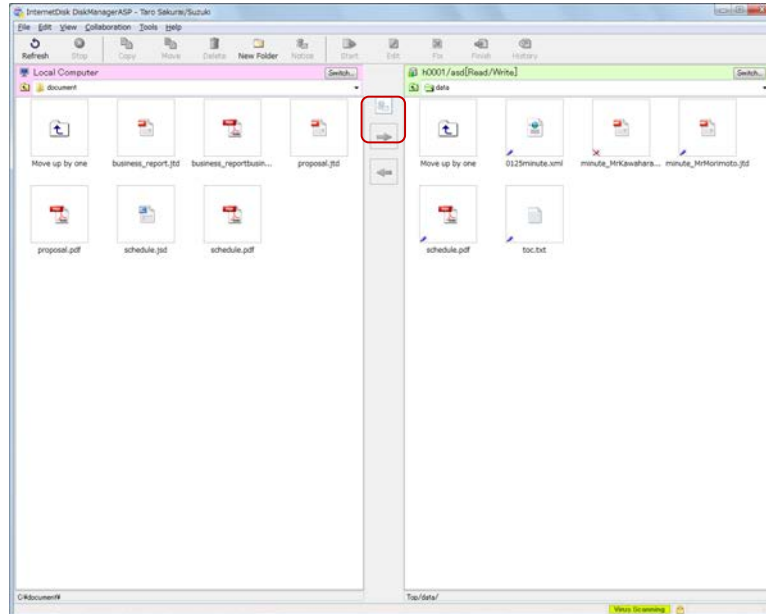 InternetDisk DiskManagerASP - Taro Sakurai/Suzuki
File Edit View Collaboration Tools Help
Refresh Stop Copy Move Delete New Folder Notice Start Edit Fix Finish History
Local Computer Switch...
document
h0001/asd[Read/Write] Switch...
data
Move up by one business_report.jtd business_reportbusin... proposal.jtd
proposal.pdf schedule.jsd schedule.pdf
Move up by one 0125minute.xml minute_MrKawahara... minute_MrMorimoto.jtd
schedule.pdf toc.txt
C:¥document¥
Top/data/
Virus Scanning